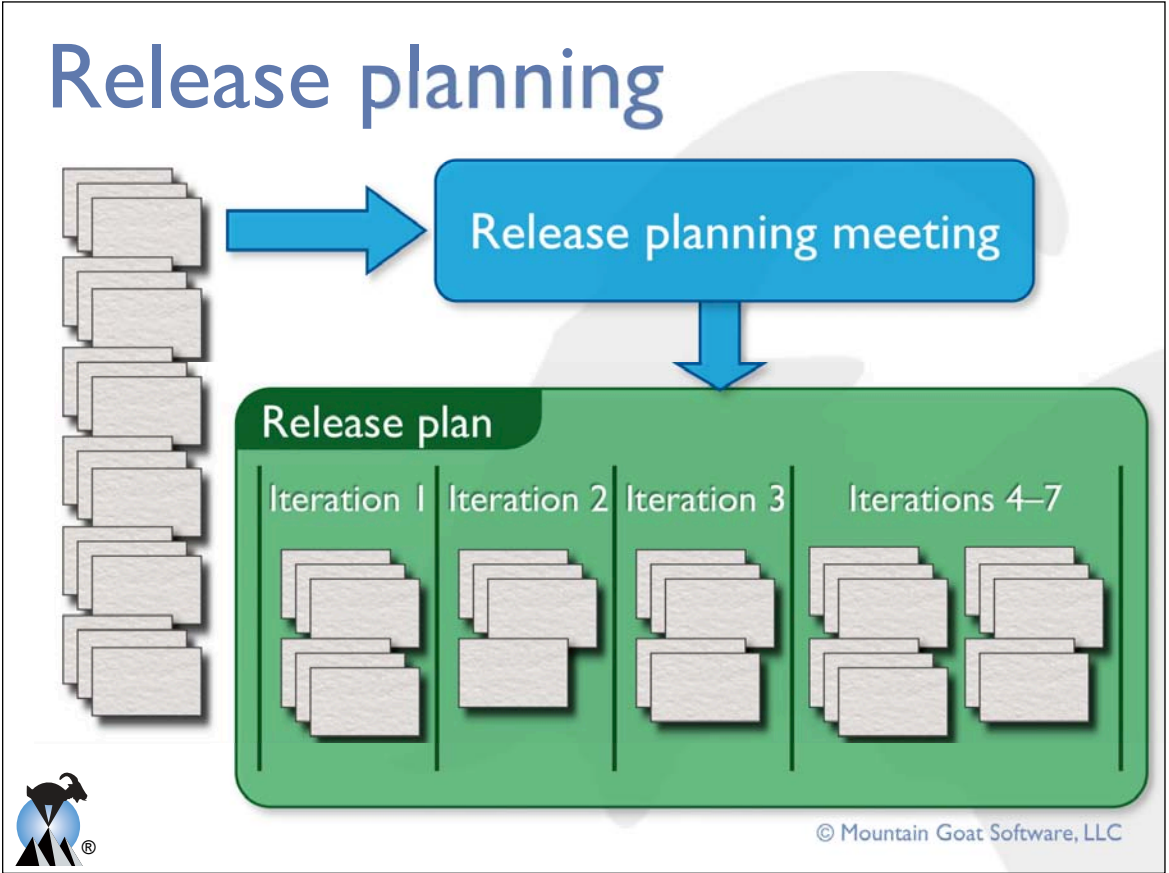 Release planning
Release planning meeting
Release plan
Iteration 1
Iteration 2
Iteration 3
Iterations 4–7
®
© Mountain Goat Software, LLC